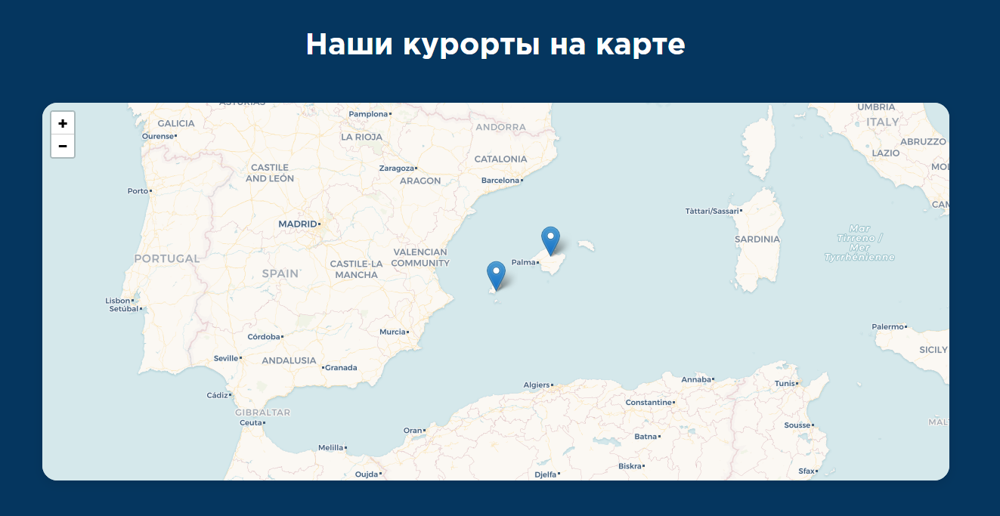 Наши курорты на карте
+
−
ASTURIAS
Pamplona
UMBRIA
GALICIA
ANDORRA
ITALY
Ourense
LA RIOJA
ABRUZZO
LAZIO
CASTILE
AND LEÓN
Zaragoza
CATALONIA
MOL
ARAGON
Barcelona
Porto
CAM
Tàttari/Sassari
MADRID
Mar
Tirreno /
Mer
Tyrrhénienne
SARDINIA
PORTUGAL
VALENCIAN
COMMUNITY
Palma
CASTILE-LA
MANCHA
SPAIN
Lisbon
Setúbal
Palermo
Córdoba
Murcia
SICILY
Seville
ANDALUSIA
Granada
Algiers
Annaba
Tunis
Cádiz
Constantine
GIBRALTAR
Ceuta
MALT
Sousse
Oran
Batna
Melilla
Biskra
Oujda
Djelfa
Sfax